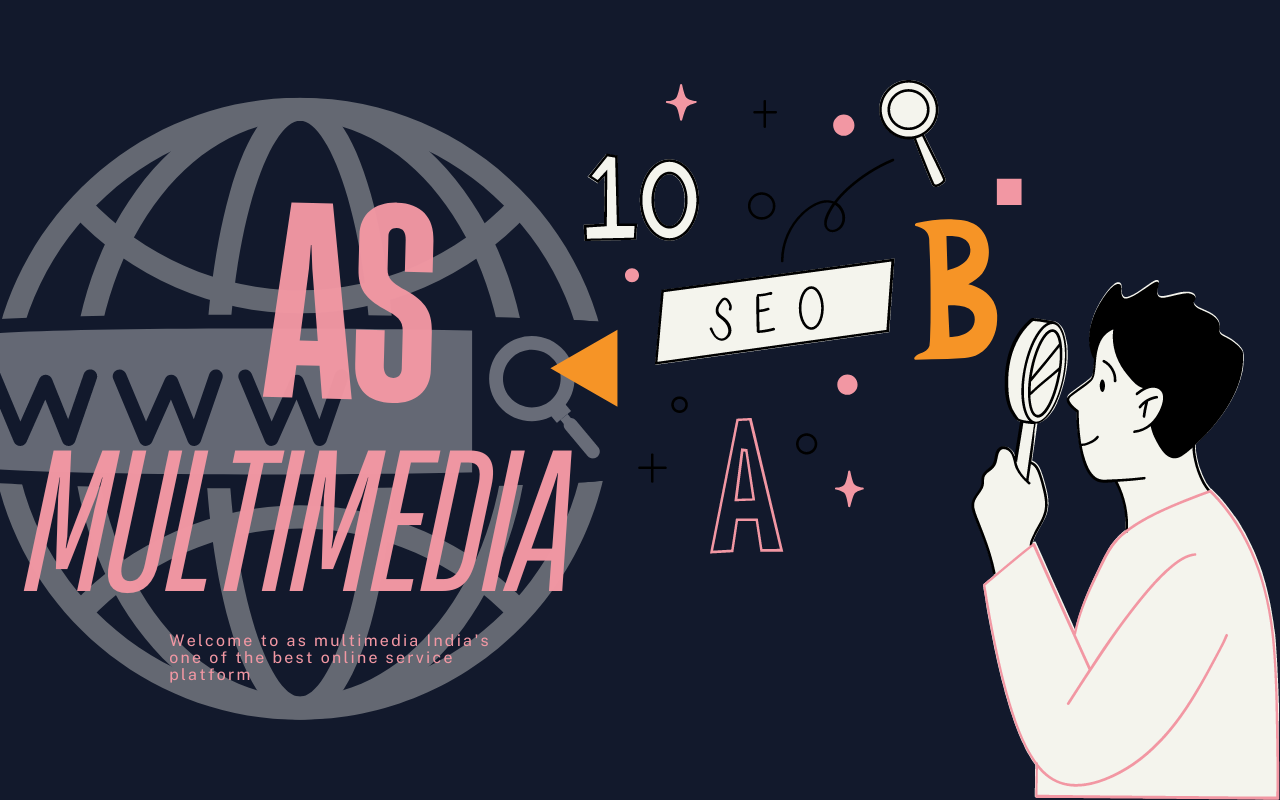 AS
MULTIMEDIA
WWW
Welcome to as multimedia India's
one of the best online service
platform
10
SEO
B
A